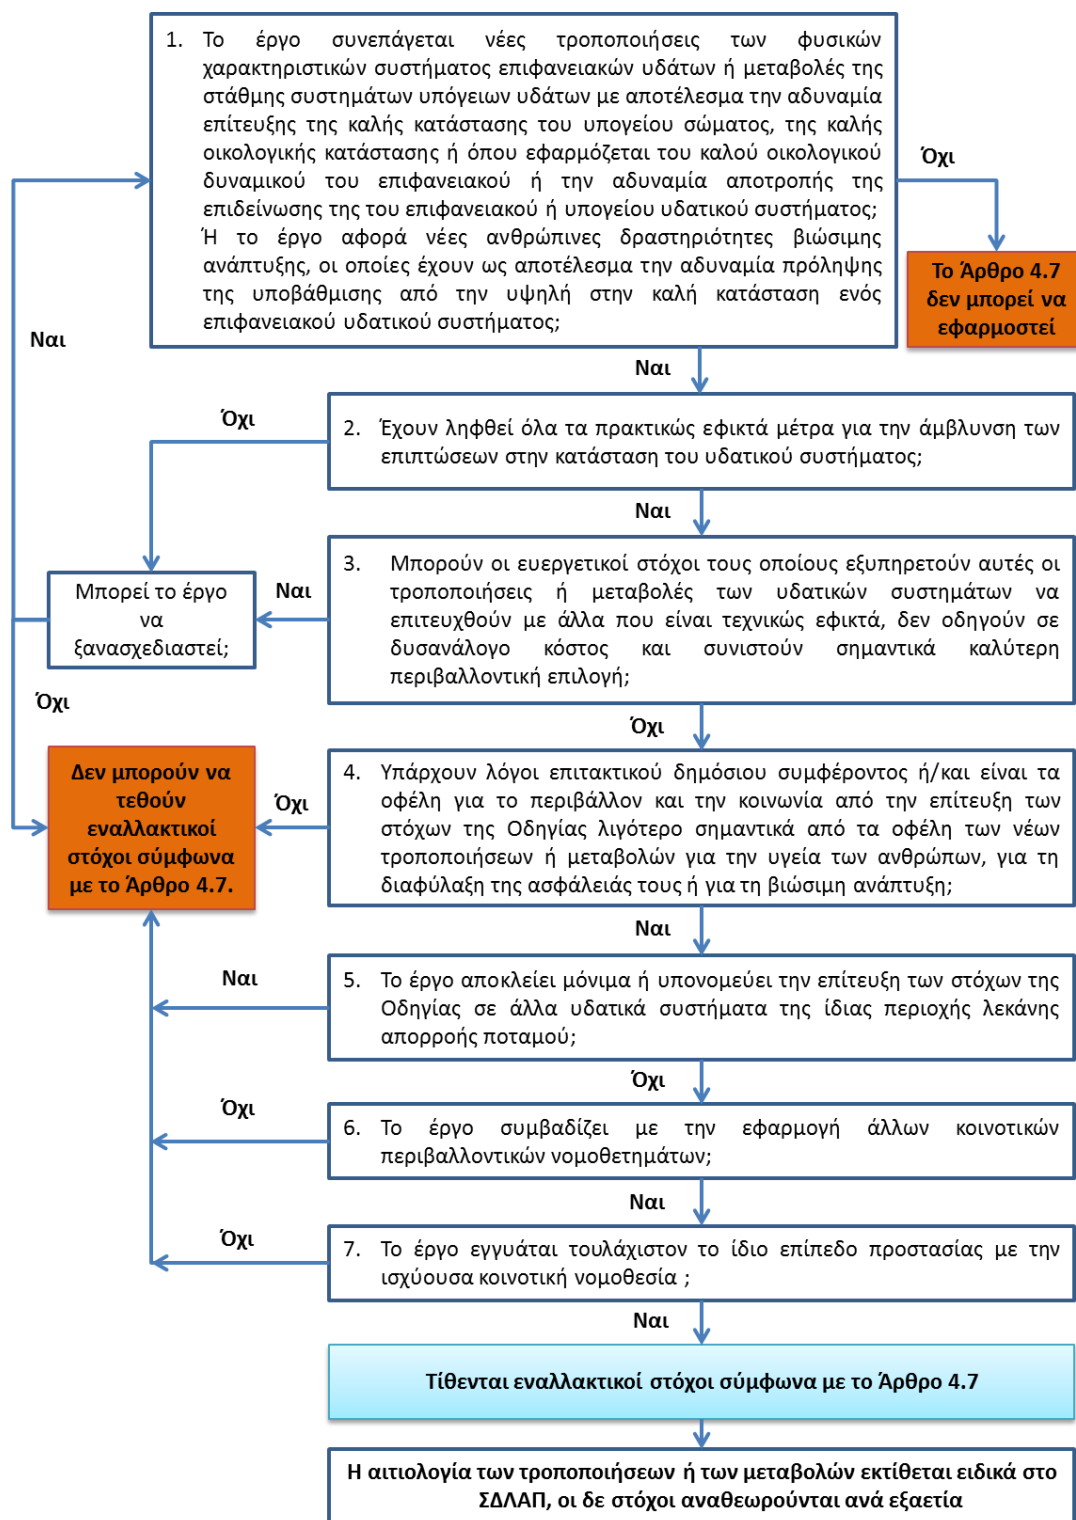 1. Το έργο συνεπάγεται νέες τροποποιήσεις των φυσικών
χαρακτηριστικών συστήματος επιφανειακών υδάτων ή μεταβολές της
στάθμης συστημάτων υπόγειων υδάτων με αποτέλεσμα την αδυναμία
επίτευξης της καλής κατάστασης του υπογείου σώματος, της καλής
οικολογικής κατάστασης ή όπου εφαρμόζεται του καλού οικολογικού
δυναμικού του επιφανειακού ή την αδυναμία αποτροπής της
επιδείνωσης της του επιφανειακού ή υπογείου υδατικού συστήματος;
Ή το έργο αφορά νέες ανθρώπινες δραστηριότητες βιώσιμης
ανάπτυξης, οι οποίες έχουν ως αποτέλεσμα την αδυναμία πρόληψης
της υποβάθμισης από την υψηλή στην καλή κατάσταση ενός
επιφανειακού υδατικού συστήματος;
Όχι
Το Άρθρο 4.7
δεν μπορεί να
εφαρμοστεί
Ναι
Ναι
Όχι
2. Έχουν ληφθεί όλα τα πρακτικώς εφικτά μέτρα για την άμβλυνση των
επιπτώσεων στην κατάσταση του υδατικού συστήματος;
Ναι
3. Μπορούν οι ευεργετικοί στόχοι τους οποίους εξυπηρετούν αυτές οι
τροποποιήσεις ή μεταβολές των υδατικών συστημάτων να
επιτευχθούν με άλλα που είναι τεχνικώς εφικτά, δεν οδηγούν σε
δυσανάλογο κόστος και συνιστούν σημαντικά καλύτερη
περιβαλλοντική επιλογή;
Ναι
Μπορεί το έργο
να
ξανασχεδιαστεί;
Όχι
Όχι
Δεν μπορούν να
τεθούν
εναλλακτικοί
στόχοι σύμφωνα
με το Άρθρο 4.7.
Όχι
4. Υπάρχουν λόγοι επιτακτικού δημόσιου συμφέροντος ή/και είναι τα
οφέλη για το περιβάλλον και την κοινωνία από την επίτευξη των
στόχων της Οδηγίας λιγότερο σημαντικά από τα οφέλη των νέων
τροποποιήσεων ή μεταβολών για την υγεία των ανθρώπων, για τη
διαφύλαξη της ασφάλειάς τους ή για τη βιώσιμη ανάπτυξη;
Ναι
Ναι
5. Το έργο αποκλείει μόνιμα ή υπονομεύει την επίτευξη των στόχων της
Οδηγίας σε άλλα υδατικά συστήματα της ίδιας περιοχής λεκάνης
απορροής ποταμού;
Όχι
Όχι
6. Το έργο συμβαδίζει με την εφαρμογή άλλων κοινοτικών
περιβαλλοντικών νομοθετημάτων;
Ναι
Όχι
7. Το έργο εγγυάται τουλάχιστον το ίδιο επίπεδο προστασίας με την
ισχύουσα κοινοτική νομοθεσία ;
Ναι
Τίθενται εναλλακτικοί στόχοι σύμφωνα με το Άρθρο 4.7
Η αιτιολογία των τροποποιήσεων ή των μεταβολών εκτίθεται ειδικά στο
ΣΔΛΑΠ, οι δε στόχοι αναθεωρούνται ανά εξαετία